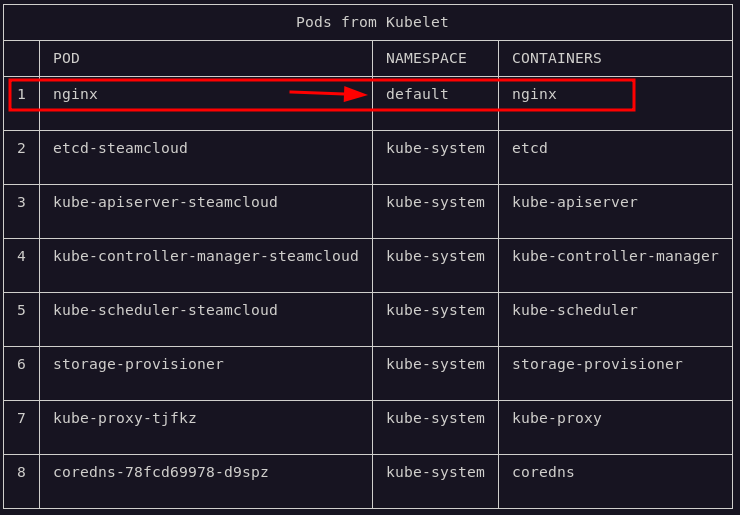 Pods from Kubelet
POD NAMESPACE CONTAINERS
1 nginx default nginx
2 etcd-steamcloud kube-system etcd
3 kube-apiserver-steamcloud kube-system kube-apiserver
4 kube-controller-manager-steamcloud kube-system kube-controller-manager
5 kube-scheduler-steamcloud kube-system kube-scheduler
6 storage-provisioner kube-system storage-provisioner
7 kube-proxy-tjfkz kube-system kube-proxy
8 coredns-78fcd69978-d9spz kube-system coredns